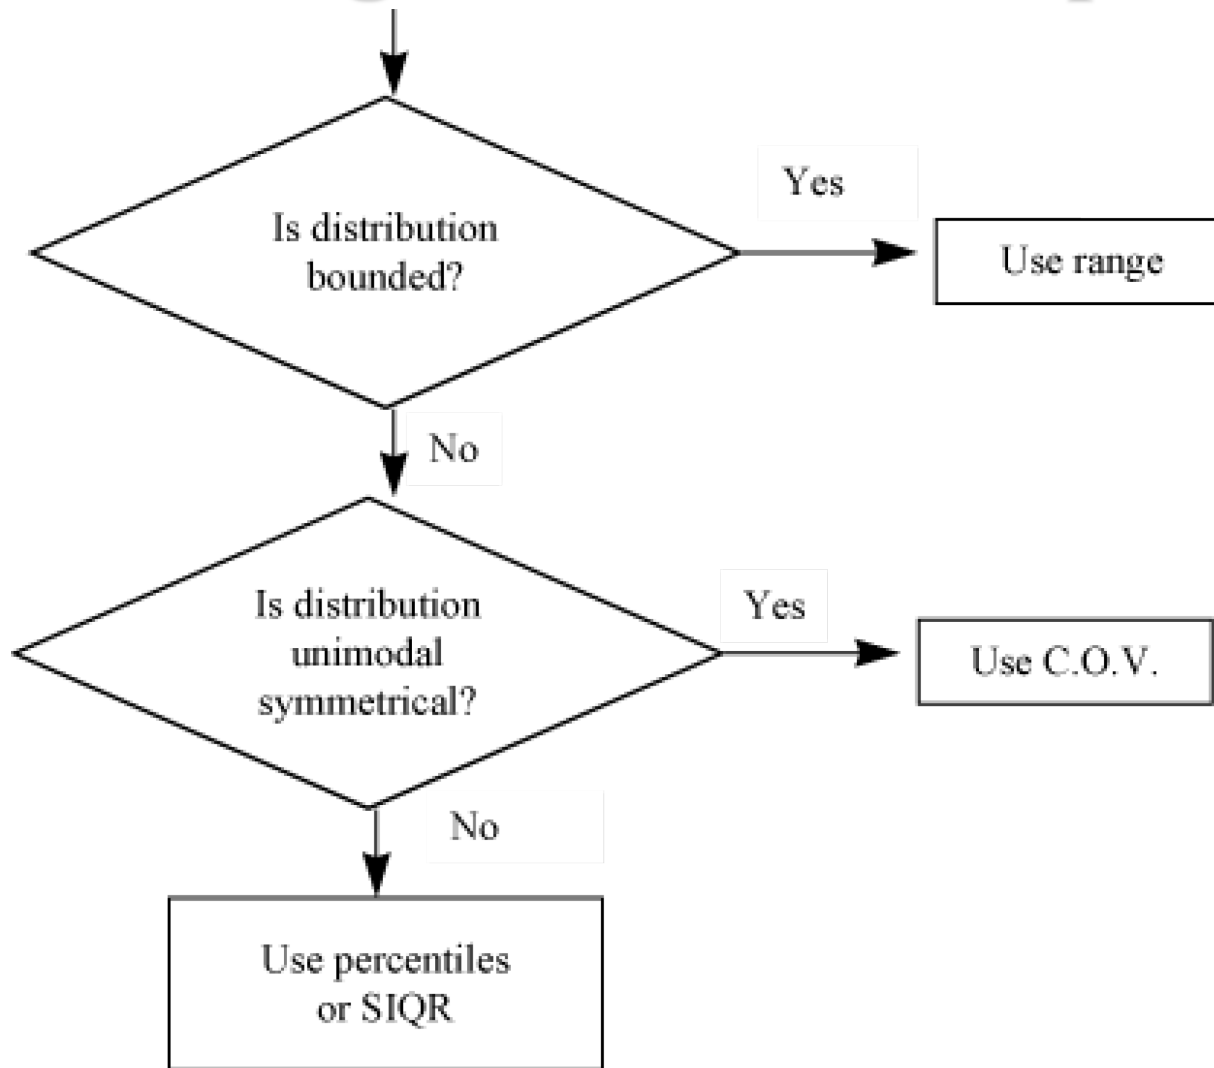 Is distribution
bounded?
Yes
Use range
No
Is distribution
unimodal
symmetrical?
Yes
Use C.O.V.
No
Use percentiles
or SIQR